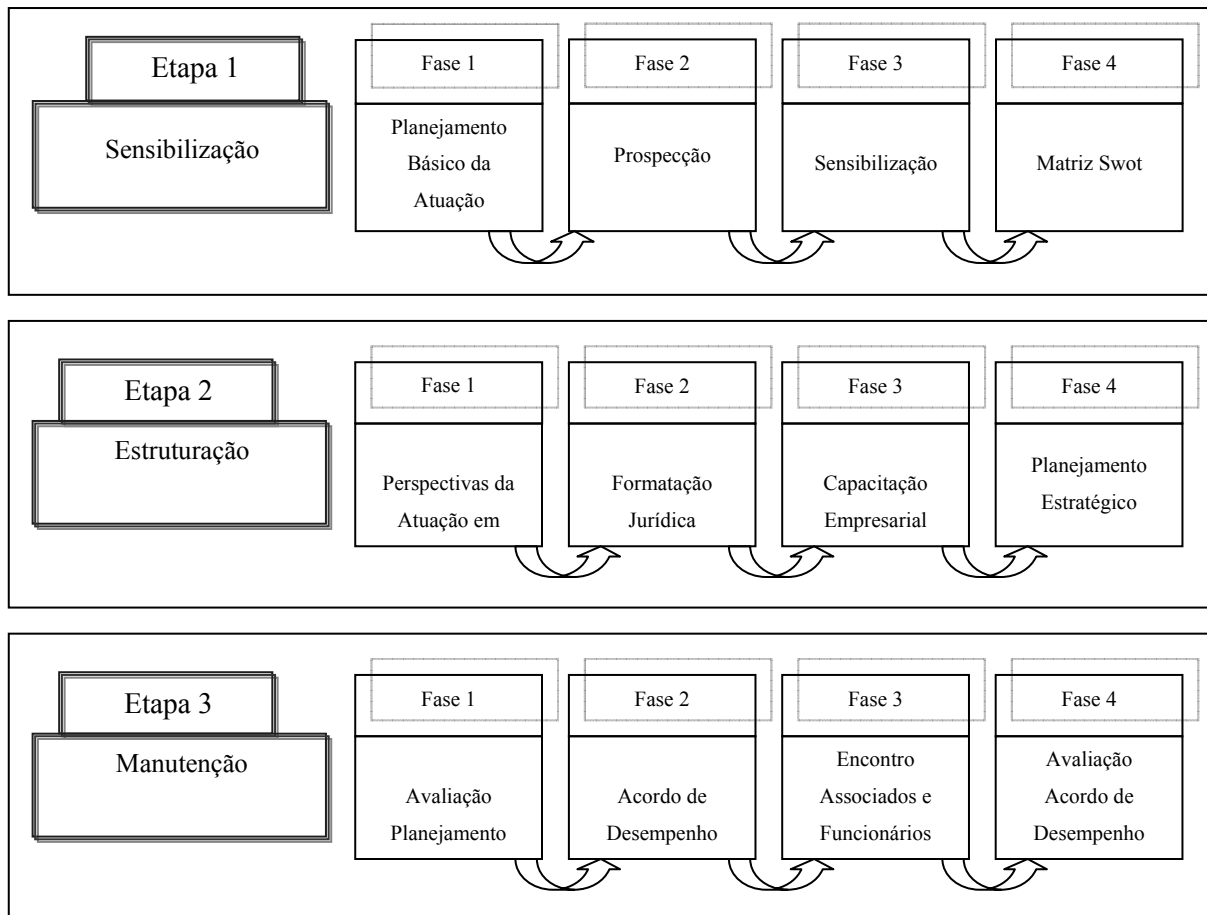 Etapa 1
Sensibilização
Fase 1
Planejamento
Básico da
Atuação
Fase 2
Prospecção
Fase 3
Sensibilização
Fase 4
Matriz Swot
Etapa 2
Estruturação
Fase 1
Perspectivas da
Atuação em
Fase 2
Formatação
Jurídica
Fase 3
Capacitação
Empresarial
Fase 4
Planejamento
Estratégico
Etapa 3
Manutenção
Fase 1
Avaliação
Planejamento
Fase 2
Acordo de
Desempenho
Fase 3
Encontro
Associados e
Funcionários
Fase 4
Avaliação
Acordo de
Desempenho